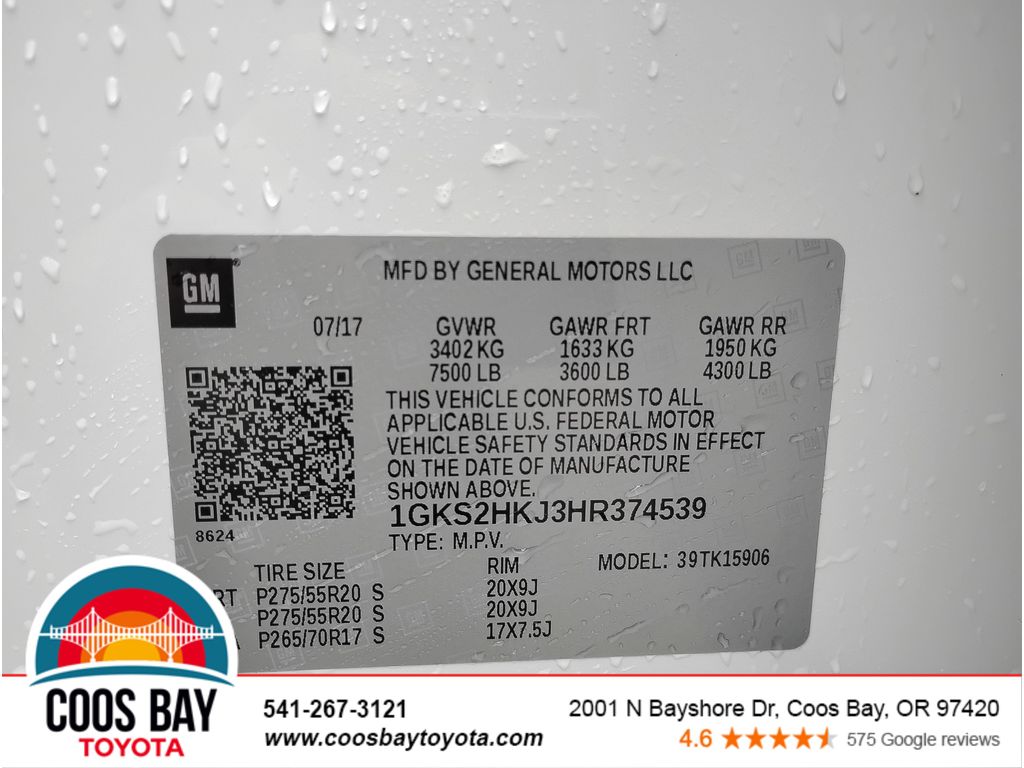 GM
MFD BY GENERAL MOTORS LLC
07/17 GVWR GAWR FRT GAWR RR
3402 KG 1633 KG 1950 KG
7500 LB 3600 LB 4300 LB
THIS VEHICLE CONFORMS TO ALL
APPLICABLE U.S. FEDERAL MOTOR
VEHICLE SAFETY STANDARDS IN EFFECT
ON THE DATE OF MANUFACTURE
SHOWN ABOVE.
1GKS2HKJ3HR374539
8624
TYPE: M.P.V.
MODEL: 39TK15906
TIRE SIZE RIM
RT P275/55R20 S 20X9J
P275/55R20 S 20X9J
P265/70R17 S 17X7.5J
COOS BAY
TOYOTA
541-267-3121
www.coosbaytoyota.com
2001 N Bayshore Dr, Coos Bay, OR 97420
4.6 575 Google reviews